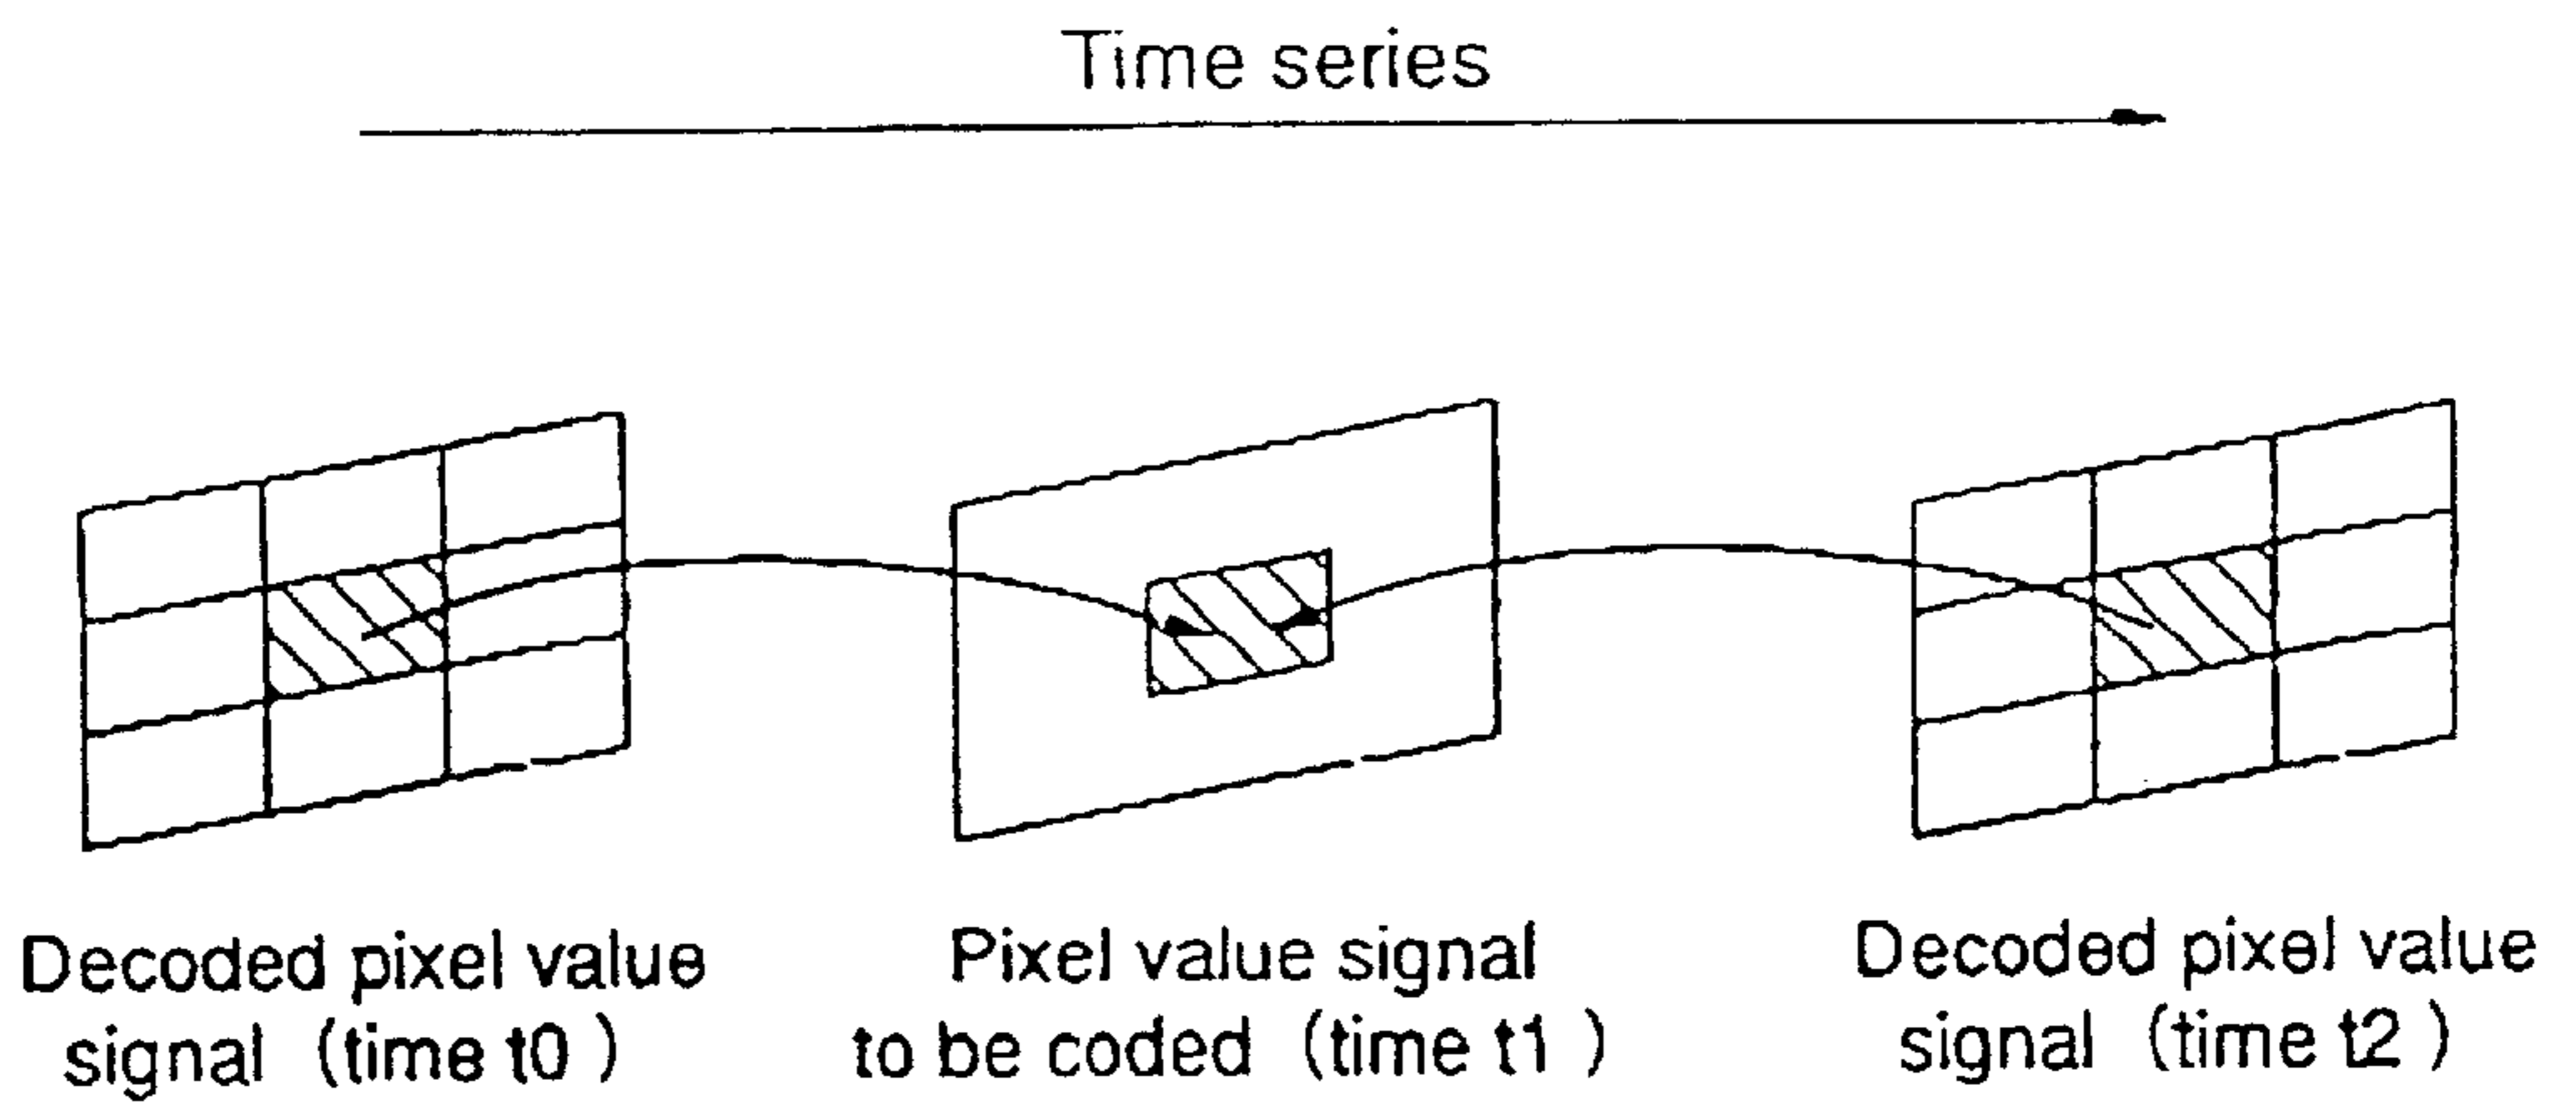 Time series
Decoded pixel value
signal (time t0 )
Pixel value signal
to be coded (time t1 )
Decoded pixel value
signal (time t2 )